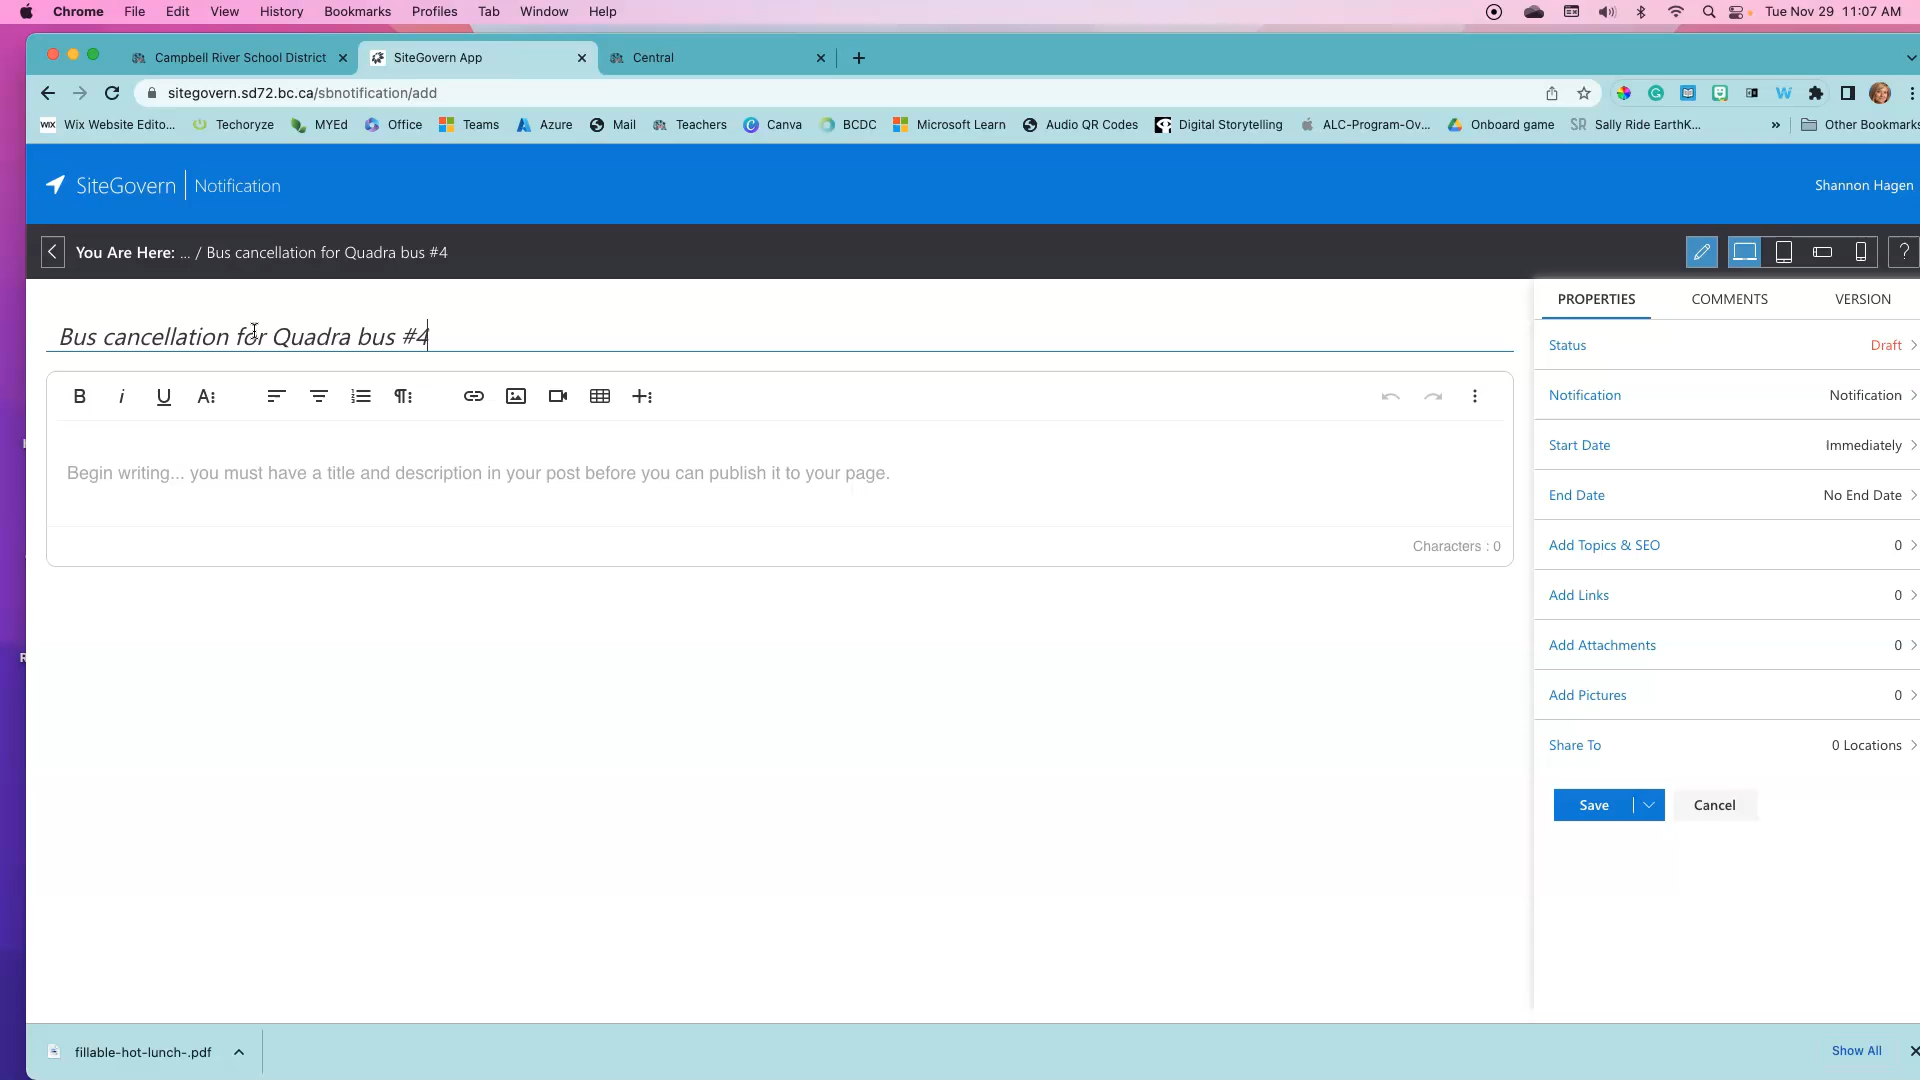 Chrome File Edit View History Bookmarks Profiles Tab Window Help Tue Nov 29 11:07 AM
Campbell River School District SiteGovern App Central
sitegovern.sd72.bc.ca/sbnotification/add
WIX Wix Website Edito... Techoryze MYEd Office Teams Azure Mail Teachers Canva BCDC Microsoft Learn Audio QR Codes Digital Storytelling ALC-Program-Ov... Onboard game SR Sally Ride EarthK... » Other Bookmarks
SiteGovern | Notification Shannon Hagen
You Are Here: ... / Bus cancellation for Quadra bus #4 ?
PROPERTIES COMMENTS VERSION
Bus cancellation for Quadra bus #4
Status Draft
B i U A
Notification Notification
Start Date Immediately
Begin writing... you must have a title and description in your post before you can publish it to your page.
End Date No End Date
Characters : 0
Add Topics & SEO 0
Add Links 0
Add Attachments 0
Add Pictures 0
Share To 0 Locations
Save Cancel
fillable-hot-lunch-.pdf Show All